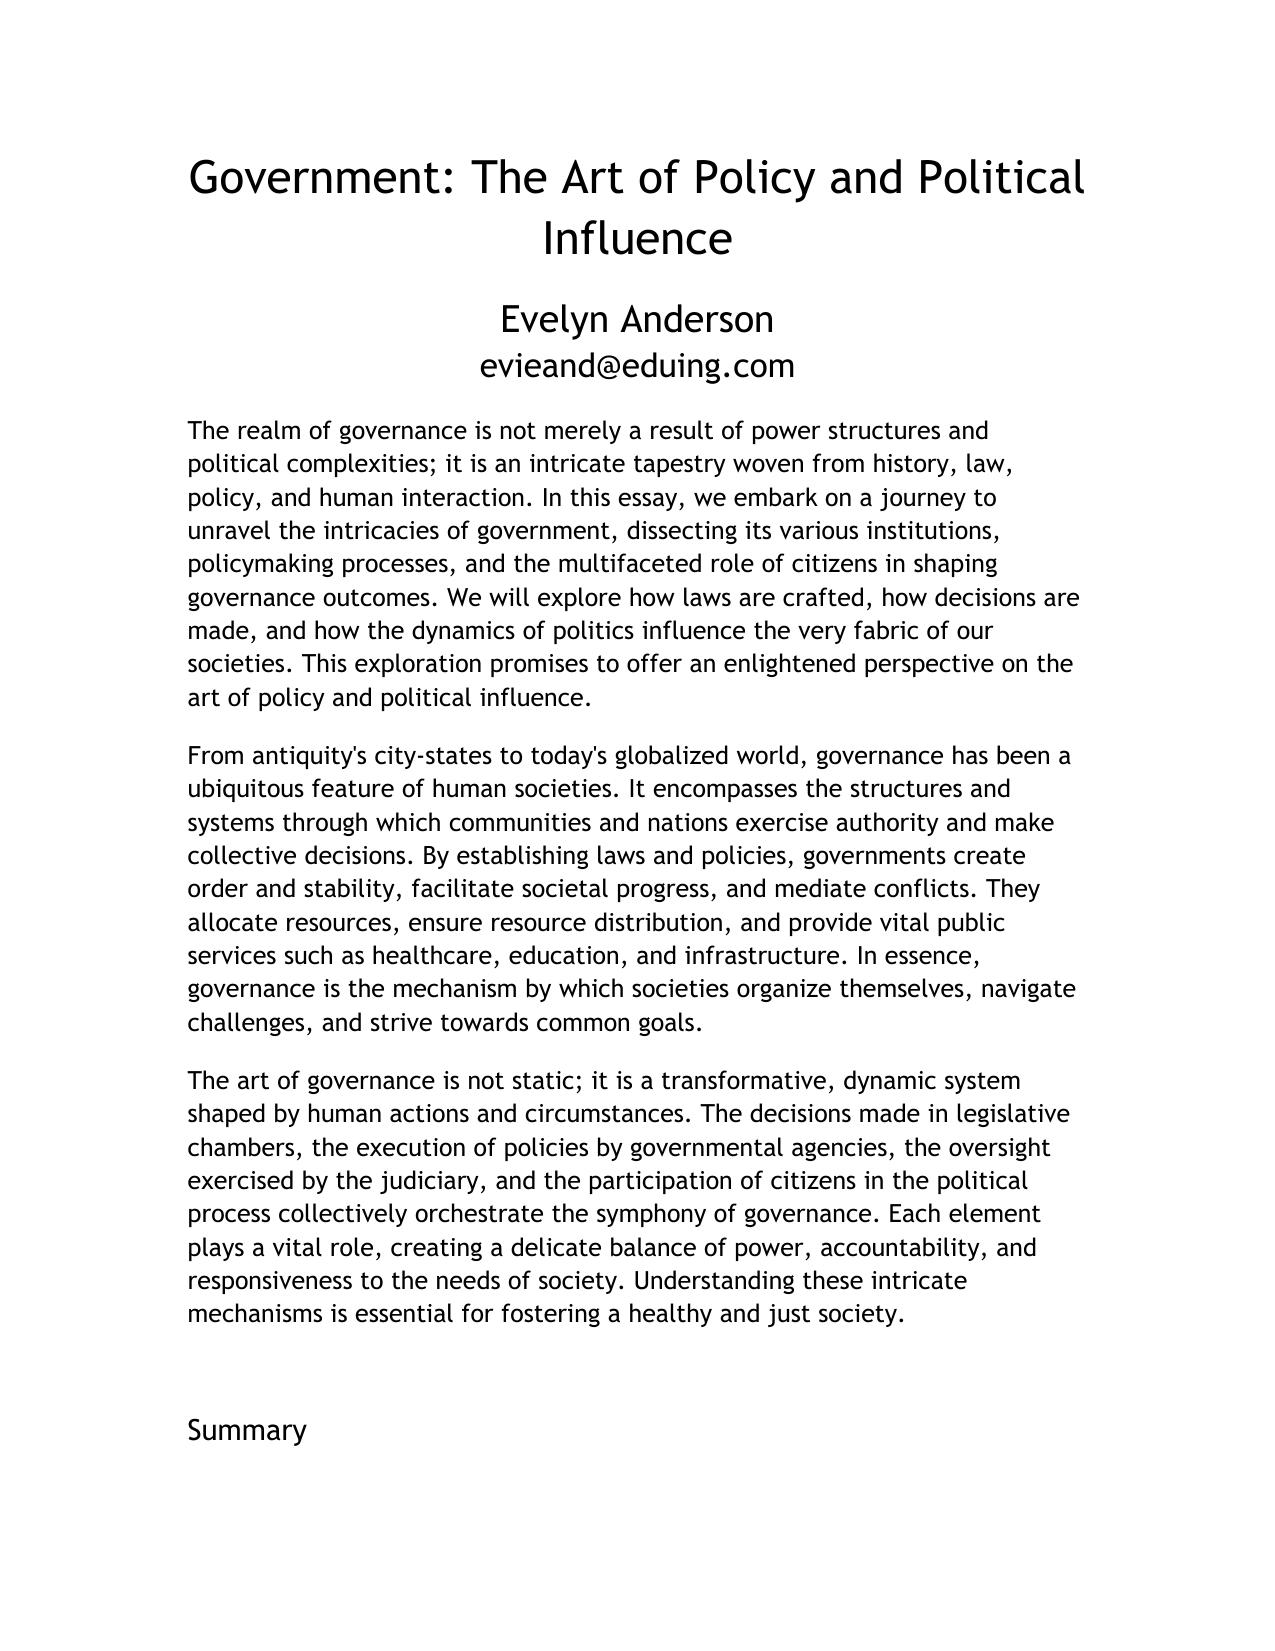 Government: The Art of Policy and Political
Influence
Evelyn Anderson
evieand@eduing.com
The realm of governance is not merely a result of power structures and
political complexities; it is an intricate tapestry woven from history, law,
policy, and human interaction. In this essay, we embark on a journey to
unravel the intricacies of government, dissecting its various institutions,
policymaking processes, and the multifaceted role of citizens in shaping
governance outcomes. We will explore how laws are crafted, how decisions are
made, and how the dynamics of politics influence the very fabric of our
societies. This exploration promises to offer an enlightened perspective on the
art of policy and political influence.
From antiquity's city-states to today's globalized world, governance has been a
ubiquitous feature of human societies. It encompasses the structures and
systems through which communities and nations exercise authority and make
collective decisions. By establishing laws and policies, governments create
order and stability, facilitate societal progress, and mediate conflicts. They
allocate resources, ensure resource distribution, and provide vital public
services such as healthcare, education, and infrastructure. In essence,
governance is the mechanism by which societies organize themselves, navigate
challenges, and strive towards common goals.
The art of governance is not static; it is a transformative, dynamic system
shaped by human actions and circumstances. The decisions made in legislative
chambers, the execution of policies by governmental agencies, the oversight
exercised by the judiciary, and the participation of citizens in the political
process collectively orchestrate the symphony of governance. Each element
plays a vital role, creating a delicate balance of power, accountability, and
responsiveness to the needs of society. Understanding these intricate
mechanisms is essential for fostering a healthy and just society.
Summary